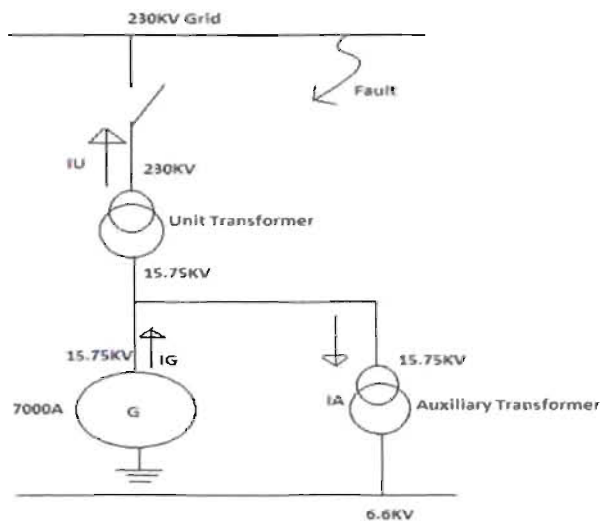 230KV Grid
Fault
IU
230KV
Unit Transformer
15.75KV
15.75KV
IG
15.75KV
7000A
G
IA
Auxiliary Transformer
6.6KV